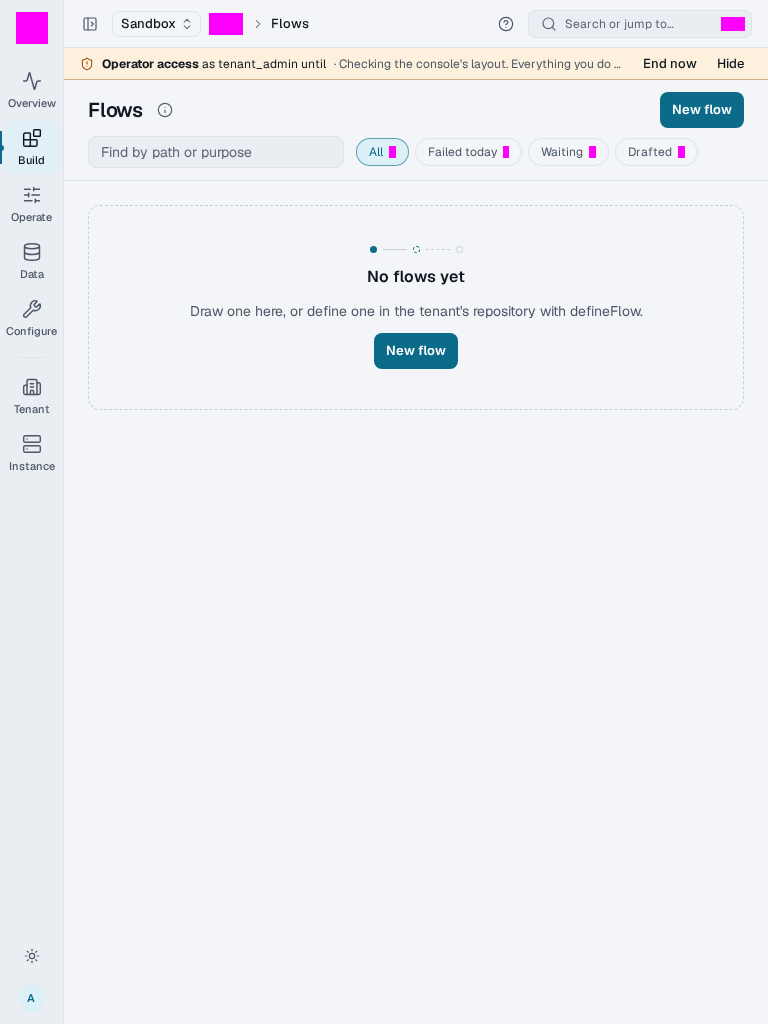 Sandbox
Flows
Search or jump to...
Operator access as tenant_admin until · Checking the console's layout. Everything you do ...
End now
Hide
Overview
Build
Operate
Data
Configure
Tenant
Instance
A
Flows
New flow
Find by path or purpose
All
Failed today
Waiting
Drafted
No flows yet
Draw one here, or define one in the tenant's repository with defineFlow.
New flow